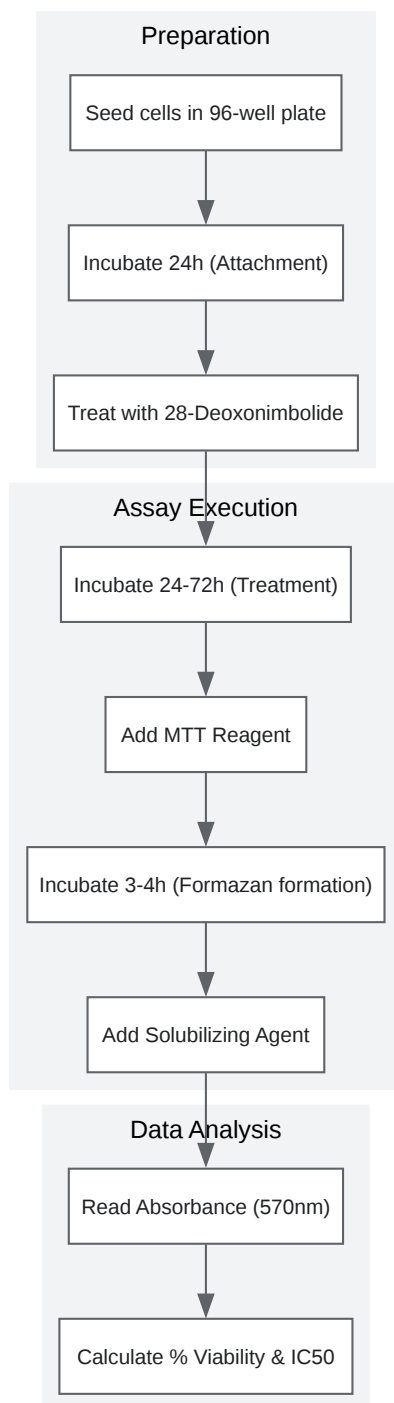 Preparation
Seed cells in 96-well plate
Incubate 24h (Attachment)
Treat with 28-Deoxonimbolide
Assay Execution
Incubate 24-72h (Treatment)
Add MTT Reagent
Incubate 3-4h (Formazan formation)
Add Solubilizing Agent
Data Analysis
Read Absorbance (570nm)
Calculate % Viability & IC50